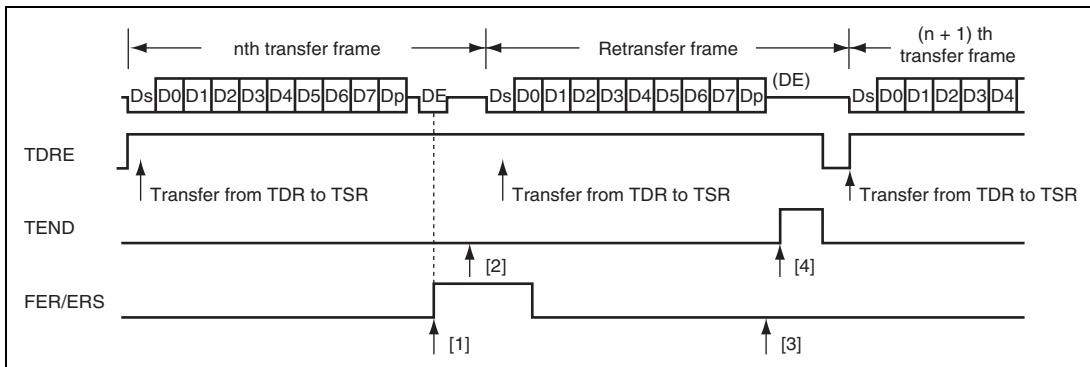 nth transfer frame
Retransfer frame
(n + 1) th
transfer frame
Ds D0 D1 D2 D3 D4 D5 D6 D7 Dp DE
Ds D0 D1 D2 D3 D4 D5 D6 D7 Dp (DE)
Ds D0 D1 D2 D3 D4
TDRE
Transfer from TDR to TSR
Transfer from TDR to TSR
Transfer from TDR to TSR
TEND
[2]
[4]
FER/ERS
[1]
[3]